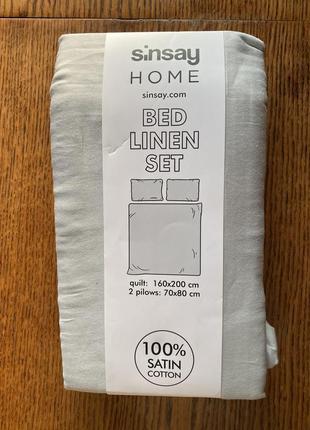 sinsay
HOME
sinsay.com
BED
LINEN
SET
quilt: 160x200 cm
2 pilows: 70x80 cm
100%
SATIN
COTTON